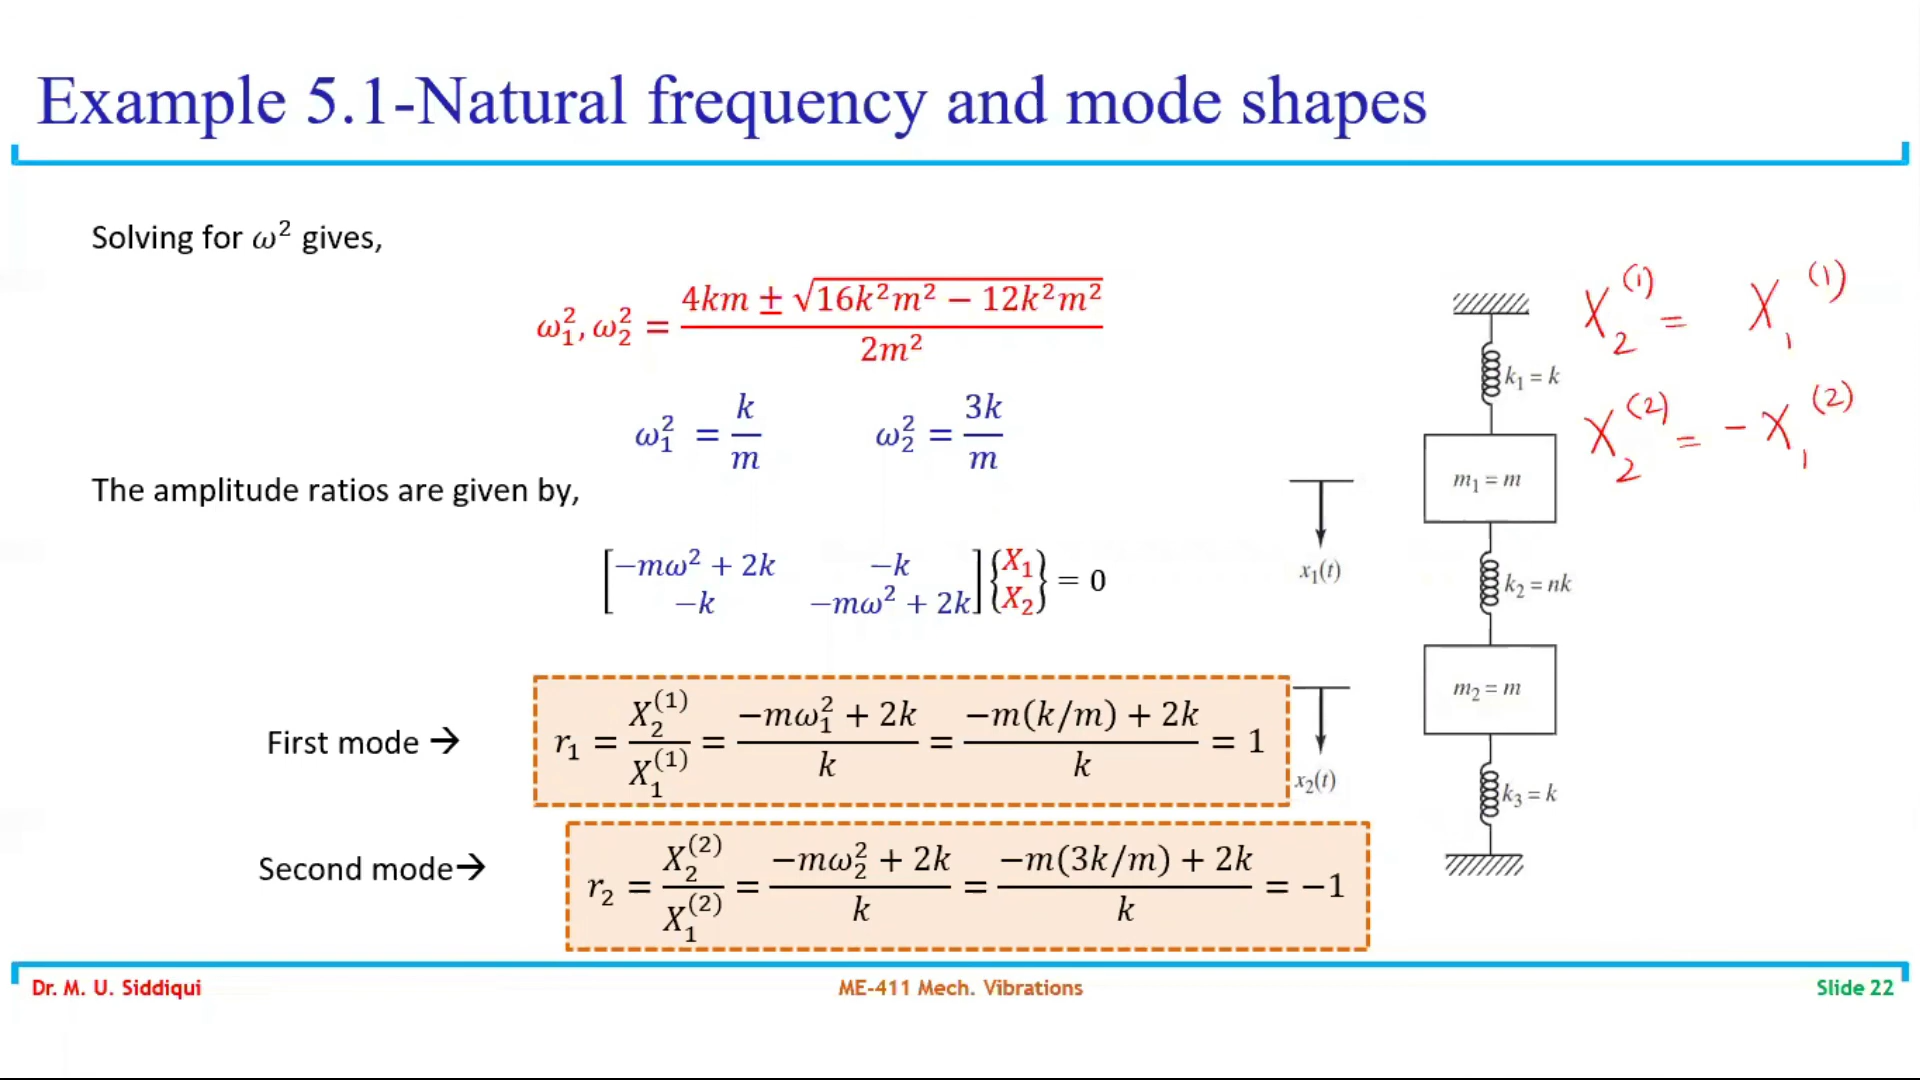 Example 5.1-Natural frequency and mode shapes
Solving for ω² gives,
ω₁², ω₂² = (4km ± √(16k²m² − 12k²m²)) / 2m²
ω₁² = k/m    ω₂² = 3k/m
The amplitude ratios are given by,
[−mω² + 2k  −k; −k  −mω² + 2k] {X₁; X₂} = 0
First mode → r₁ = X₂⁽¹⁾/X₁⁽¹⁾ = (−mω₁² + 2k)/k = (−m(k/m) + 2k)/k = 1
Second mode→ r₂ = X₂⁽²⁾/X₁⁽²⁾ = (−mω₂² + 2k)/k = (−m(3k/m) + 2k)/k = −1
k₁ = k
m₁ = m
x₁(t)
k₂ = nk
m₂ = m
x₂(t)
k₃ = k
X₂⁽¹⁾ = X₁⁽¹⁾
X₂⁽²⁾ = −X₁⁽²⁾
Dr. M. U. Siddiqui
ME-411 Mech. Vibrations
Slide 22